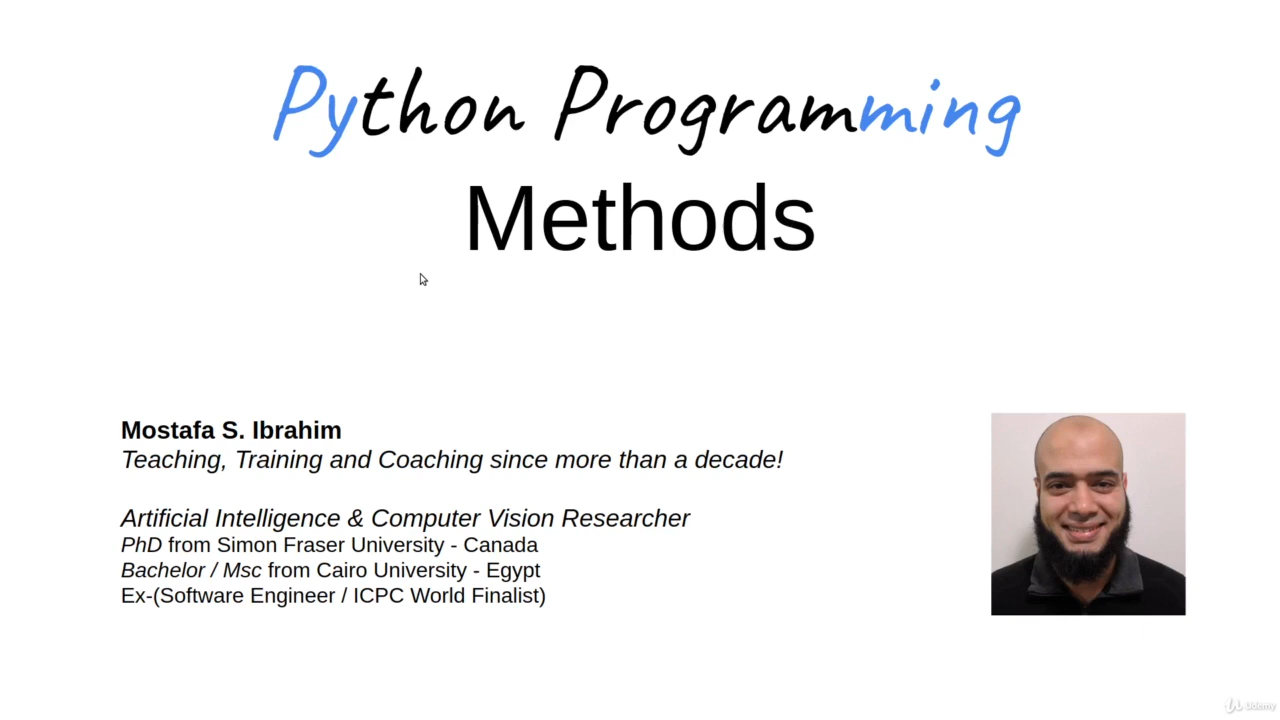 Python Programming
Methods
Mostafa S. Ibrahim
Teaching, Training and Coaching since more than a decade!
Artificial Intelligence & Computer Vision Researcher
PhD from Simon Fraser University - Canada
Bachelor / Msc from Cairo University - Egypt
Ex-(Software Engineer / ICPC World Finalist)
Udemy